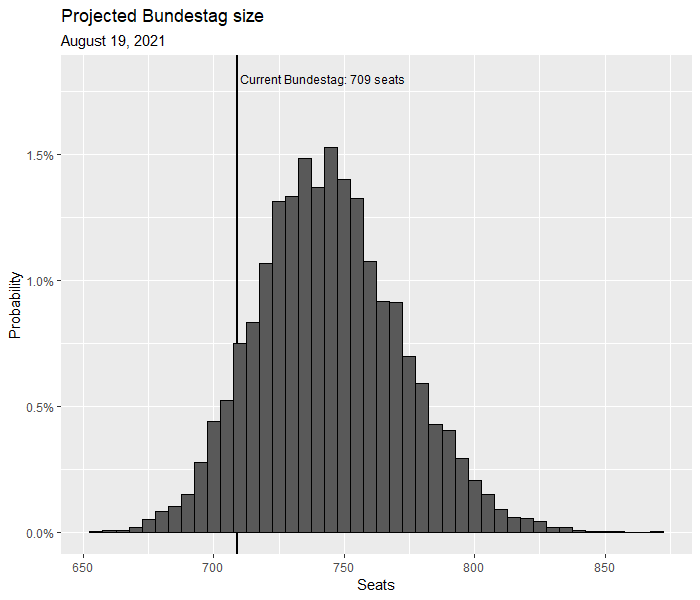 Projected Bundestag size
August 19, 2021
Current Bundestag: 709 seats
1.5%
1.0%
0.5%
0.0%
Probability
650 700 750 800 850
Seats